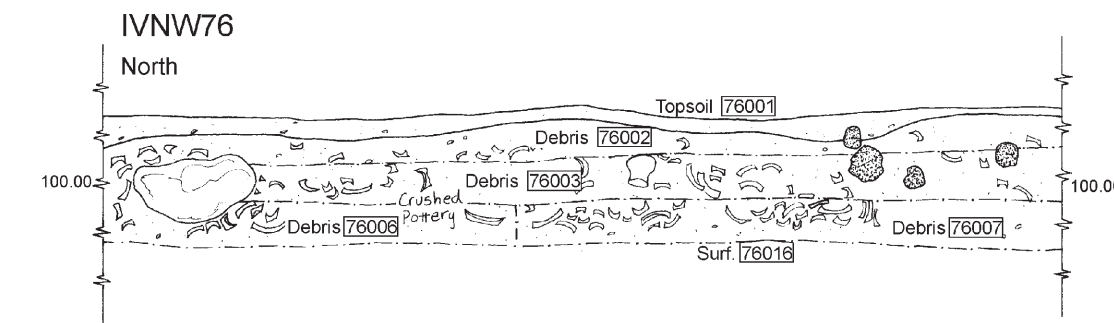 IVNW76
North
Topsoil 76001
Debris 76002
100.00
Debris 76003
100.00
Crushed
Pottery
Debris 76006
Debris 76007
Surf. 76016